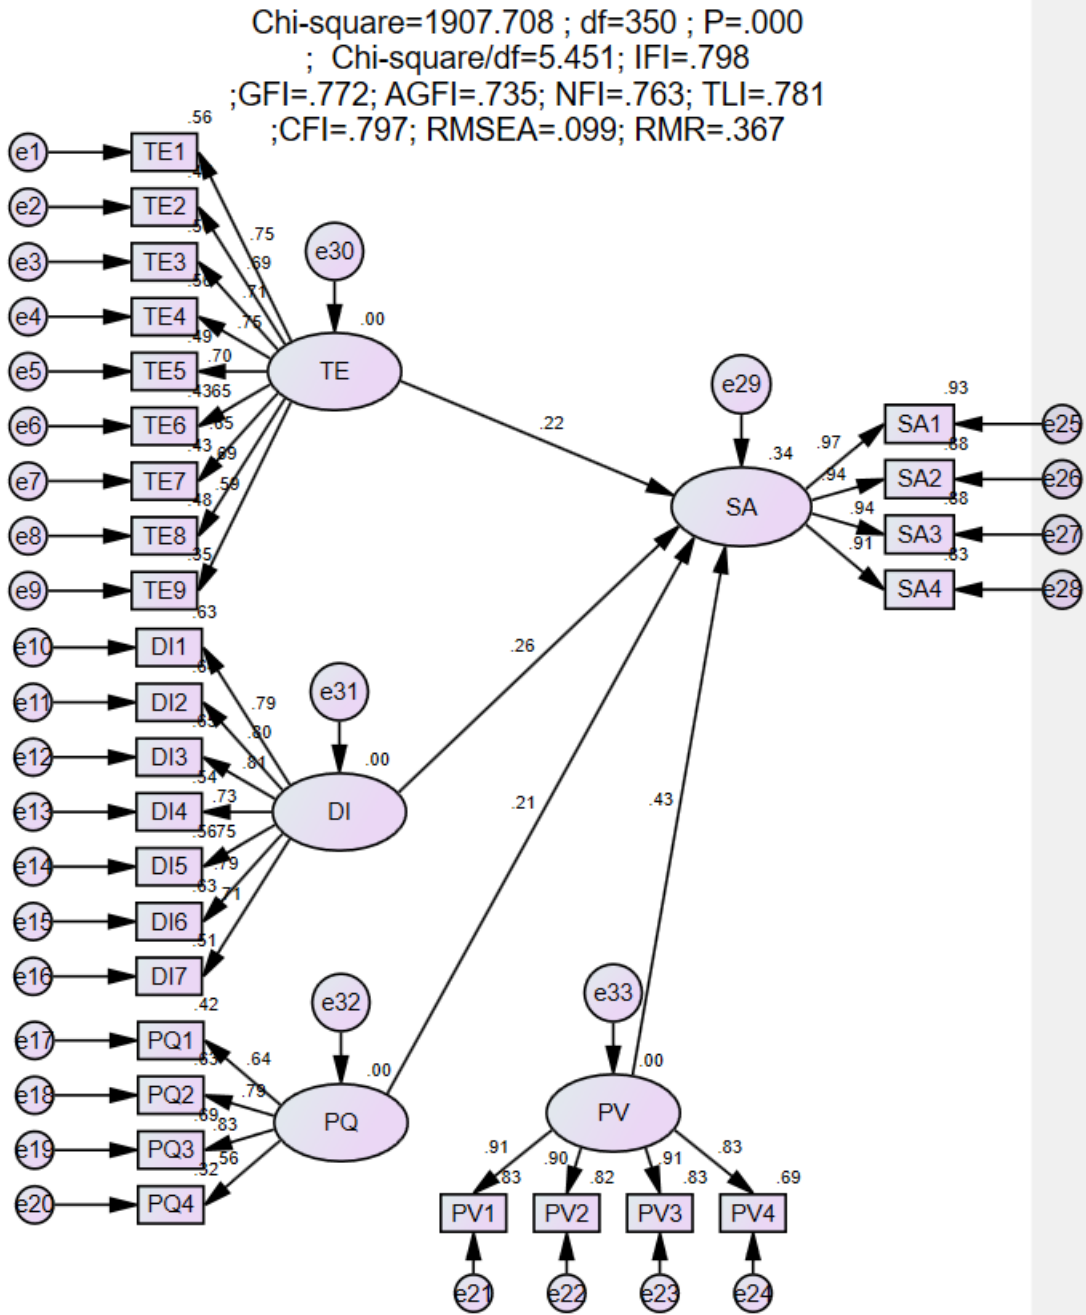 Chi-square=1907.708 ; df=350 ; P=.000
; Chi-square/df=5.451; IFI=.798
;GFI=.772; AGFI=.735; NFI=.763; TLI=.781
;CFI=.797; RMSEA=.099; RMR=.367
.56
e1 TE1
e2 TE2
.75
e3 TE3
.69
e30
.71
e4 TE4
.75
.00
.49
.70
e5 TE5
TE
e29
.93
.43 .65
e6 TE6
.65
.22
SA1 e25
.43
.69
.97
.34
.88
e7 TE7
.59
.94
SA2 e26
.48
.88
SA
.94
e8 TE8
SA3 e27
.35
.91
.83
e9 TE9
SA4 e28
.63
e10 DI1
.26
e31
e11 DI2
.79
.65
.80
e12 DI3
.81
.00
.54
.73
.21
.43
e13 DI4
DI
.56 .75
e14 DI5
.79
.63
.71
e15 DI6
.51
e16 DI7
.42
e32
e33
e17 PQ1
.63
.64
.00
.00
e18 PQ2
.79
.69
.83
PQ
PV
e19 PQ3
.56
.91
.90
.91
.83
.32
.83
.82
.83
.69
e20 PQ4
PV1 PV2 PV3 PV4
e21 e22 e23 e24